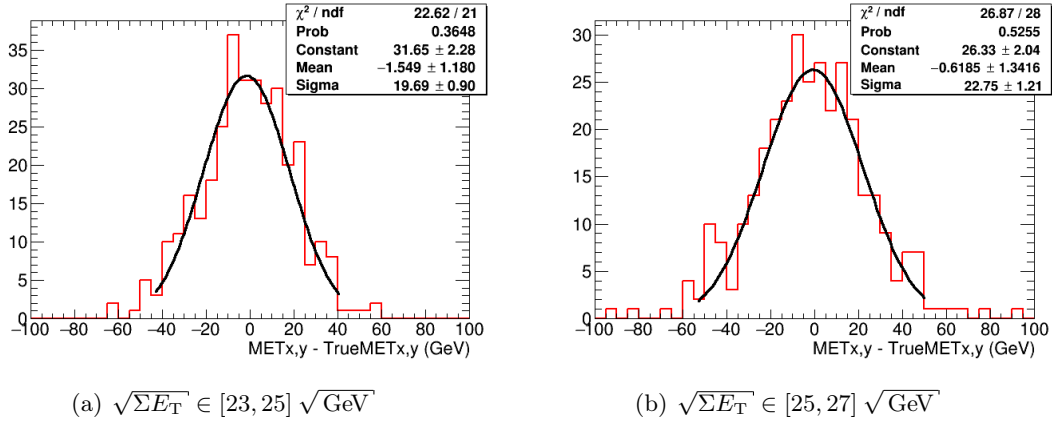 χ² / ndf 22.62 / 21
Prob 0.3648
Constant 31.65 ± 2.28
Mean −1.549 ± 1.180
Sigma 19.69 ± 0.90
35
30
25
20
15
10
5
0
−100 −80 −60 −40 −20 0 20 40 60 80 100
METx,y - TrueMETx,y (GeV)
(a) √ΣE_T ∈ [23, 25] √GeV
χ² / ndf 26.87 / 28
Prob 0.5255
Constant 26.33 ± 2.04
Mean −0.6185 ± 1.3416
Sigma 22.75 ± 1.21
30
25
20
15
10
5
0
−100 −80 −60 −40 −20 0 20 40 60 80 100
METx,y - TrueMETx,y (GeV)
(b) √ΣE_T ∈ [25, 27] √GeV